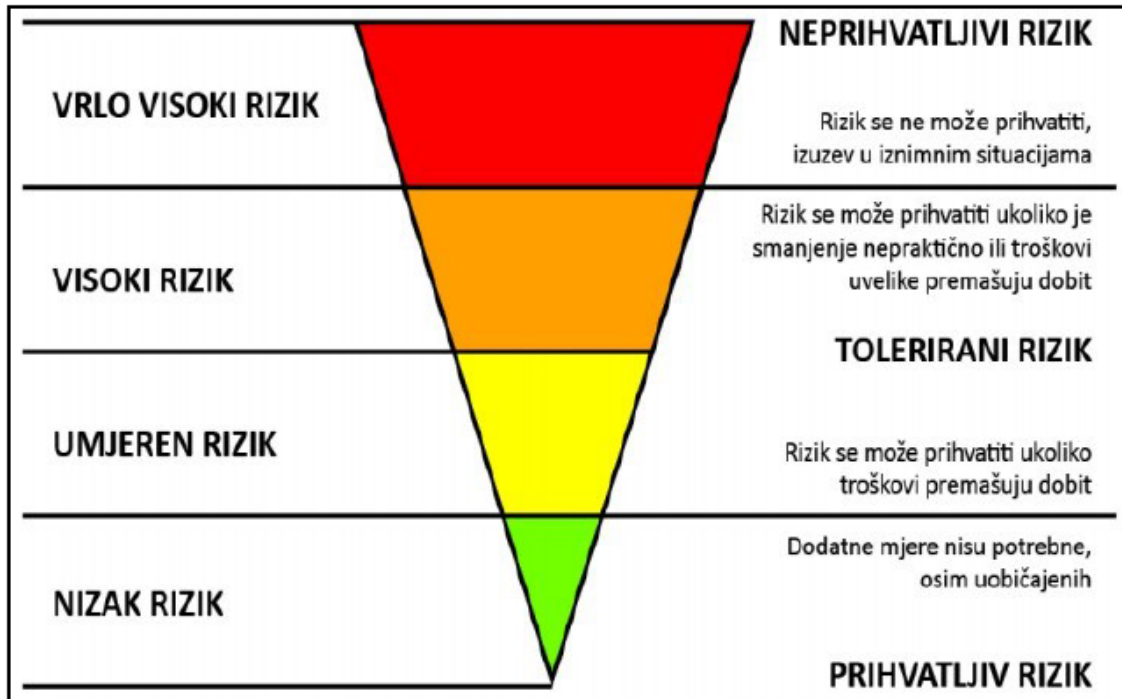 NEPRIHVATLJIVI RIZIK
VRLO VISOKI RIZIK
Rizik se ne može prihvatiti,
izuzev u iznimnim situacijama
Rizik se može prihvatiti ukoliko je
smanjenje nepraktično ili troškovi
uvelike premašuju dobit
VISOKI RIZIK
TOLERIRANI RIZIK
UMJEREN RIZIK
Rizik se može prihvatiti ukoliko
troškovi premašuju dobit
Dodatne mjere nisu potrebne,
osim uobičajenih
NIZAK RIZIK
PRIHVATLJIV RIZIK